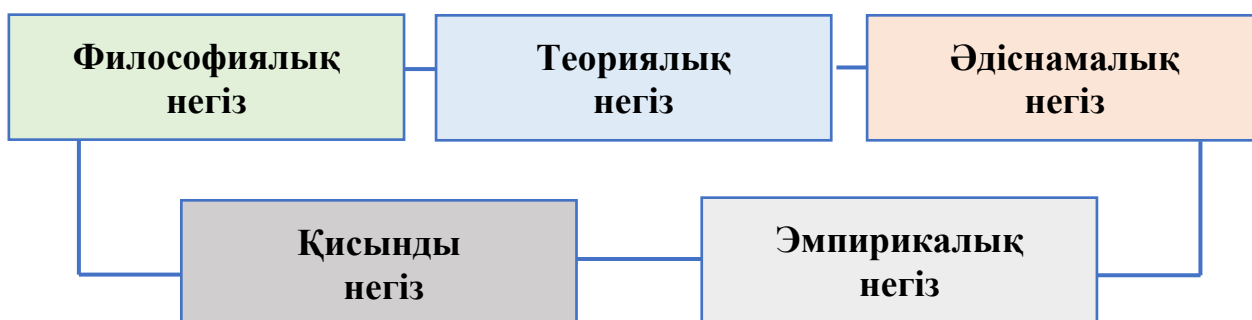 Философиялық
негіз
Теориялық
негіз
Әдіснамалық
негіз
Қисынды
негіз
Эмпирикалық
негіз